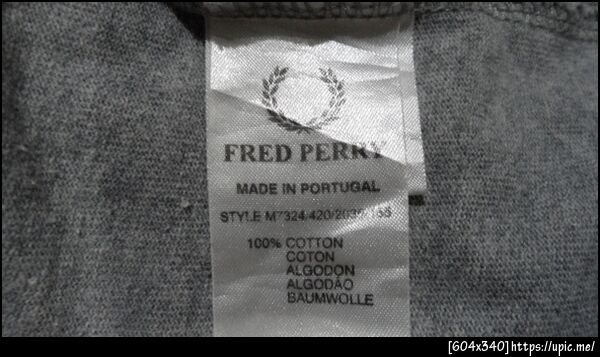 FRED PERRY
MADE IN PORTUGAL
STYLE
100% COTTON
COTON
ALGODON
ALGODÃO
BAUMWOLLE
[604x340]https://upic.me/